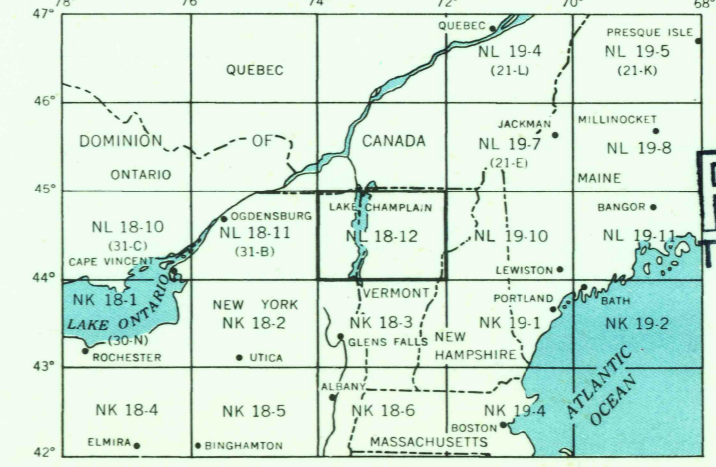 78° 76° 74° 72° 70° 68°
47°
QUEBEC
NL 19-4
(21-L)
PRESQUE ISLE
NL 19-5
(21-K)
QUEBEC
46°
DOMINION OF CANADA
JACKMAN
NL 19-7
(21-E)
MILLINOCKET
NL 19-8
ONTARIO
MAINE
45°
NL 18-10
(31-C)
CAPE VINCENT
OGDENSBURG
NL 18-11
(31-B)
LAKE CHAMPLAIN
NL 18-12
NL 19-10
LEWISTON
BANGOR
NL 19-11
44°
NK 18-1
LAKE ONTARIO
(30-N)
ROCHESTER
NEW YORK
NK 18-2
UTICA
VERMONT
NK 18-3
GLENS FALLS
NEW HAMPSHIRE
PORTLAND
NK 19-1
BATH
NK 19-2
43°
ATLANTIC
OCEAN
NK 18-4
ELMIRA
NK 18-5
BINGHAMTON
ALBANY
NK 18-6
MASSACHUSETTS
NK 19-4
BOSTON
42°